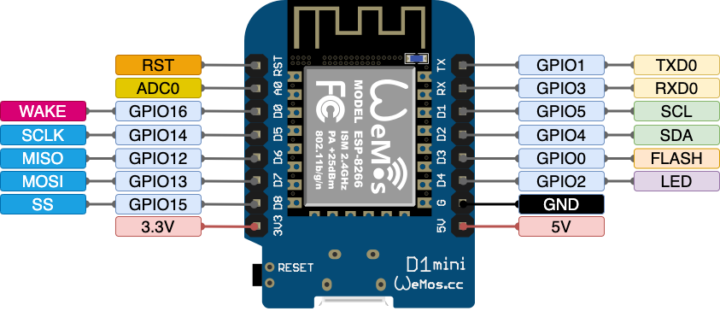 RST RST TX GPIO1 TXD0
ADC0 A0 RX GPIO3 RXD0
WAKE GPIO16 D0 D1 GPIO5 SCL
SCLK GPIO14 D5 D2 GPIO4 SDA
MISO GPIO12 D6 D3 GPIO0 FLASH
MOSI GPIO13 D7 D4 GPIO2 LED
SS GPIO15 D8 G GND
3.3V 3V3 5V 5V
WeMos
MODEL ESP-8266
ISM 2.4GHz
PA +25dBm
802.11b/g/n
FC
RESET
D1mini
WeMos.cc